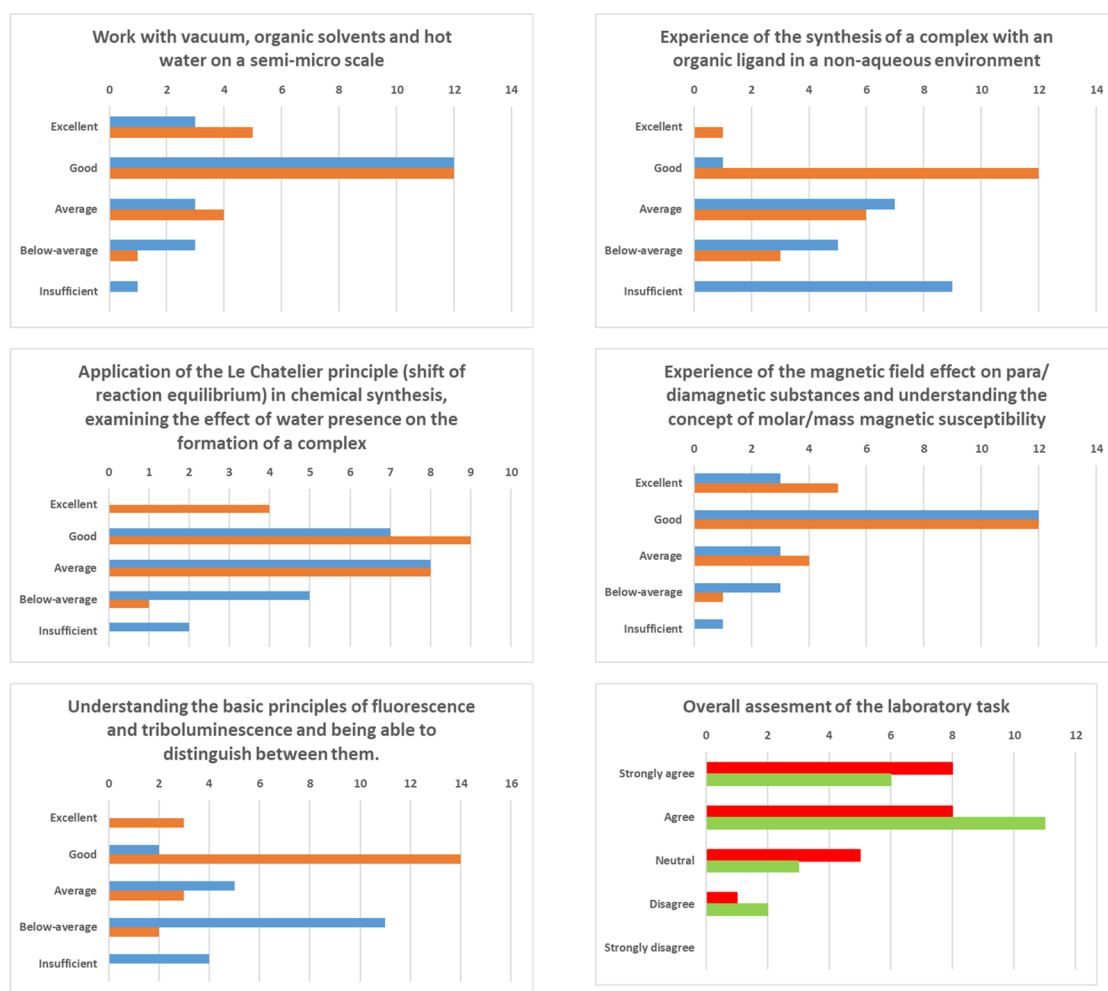 Work with vacuum, organic solvents and hot
water on a semi-micro scale
0 2 4 6 8 10 12 14
Excellent
Good
Average
Below-average
Insufficient
Experience of the synthesis of a complex with an
organic ligand in a non-aqueous environment
0 2 4 6 8 10 12 14
Excellent
Good
Average
Below-average
Insufficient
Application of the Le Chatelier principle (shift of
reaction equilibrium) in chemical synthesis,
examining the effect of water presence on the
formation of a complex
0 1 2 3 4 5 6 7 8 9 10
Excellent
Good
Average
Below-average
Insufficient
Experience of the magnetic field effect on para/
diamagnetic substances and understanding the
concept of molar/mass magnetic susceptibility
0 2 4 6 8 10 12 14
Excellent
Good
Average
Below-average
Insufficient
Understanding the basic principles of fluorescence
and triboluminescence and being able to
distinguish between them.
0 2 4 6 8 10 12 14 16
Excellent
Good
Average
Below-average
Insufficient
Overall assesment of the laboratory task
0 2 4 6 8 10 12
Strongly agree
Agree
Neutral
Disagree
Strongly disagree